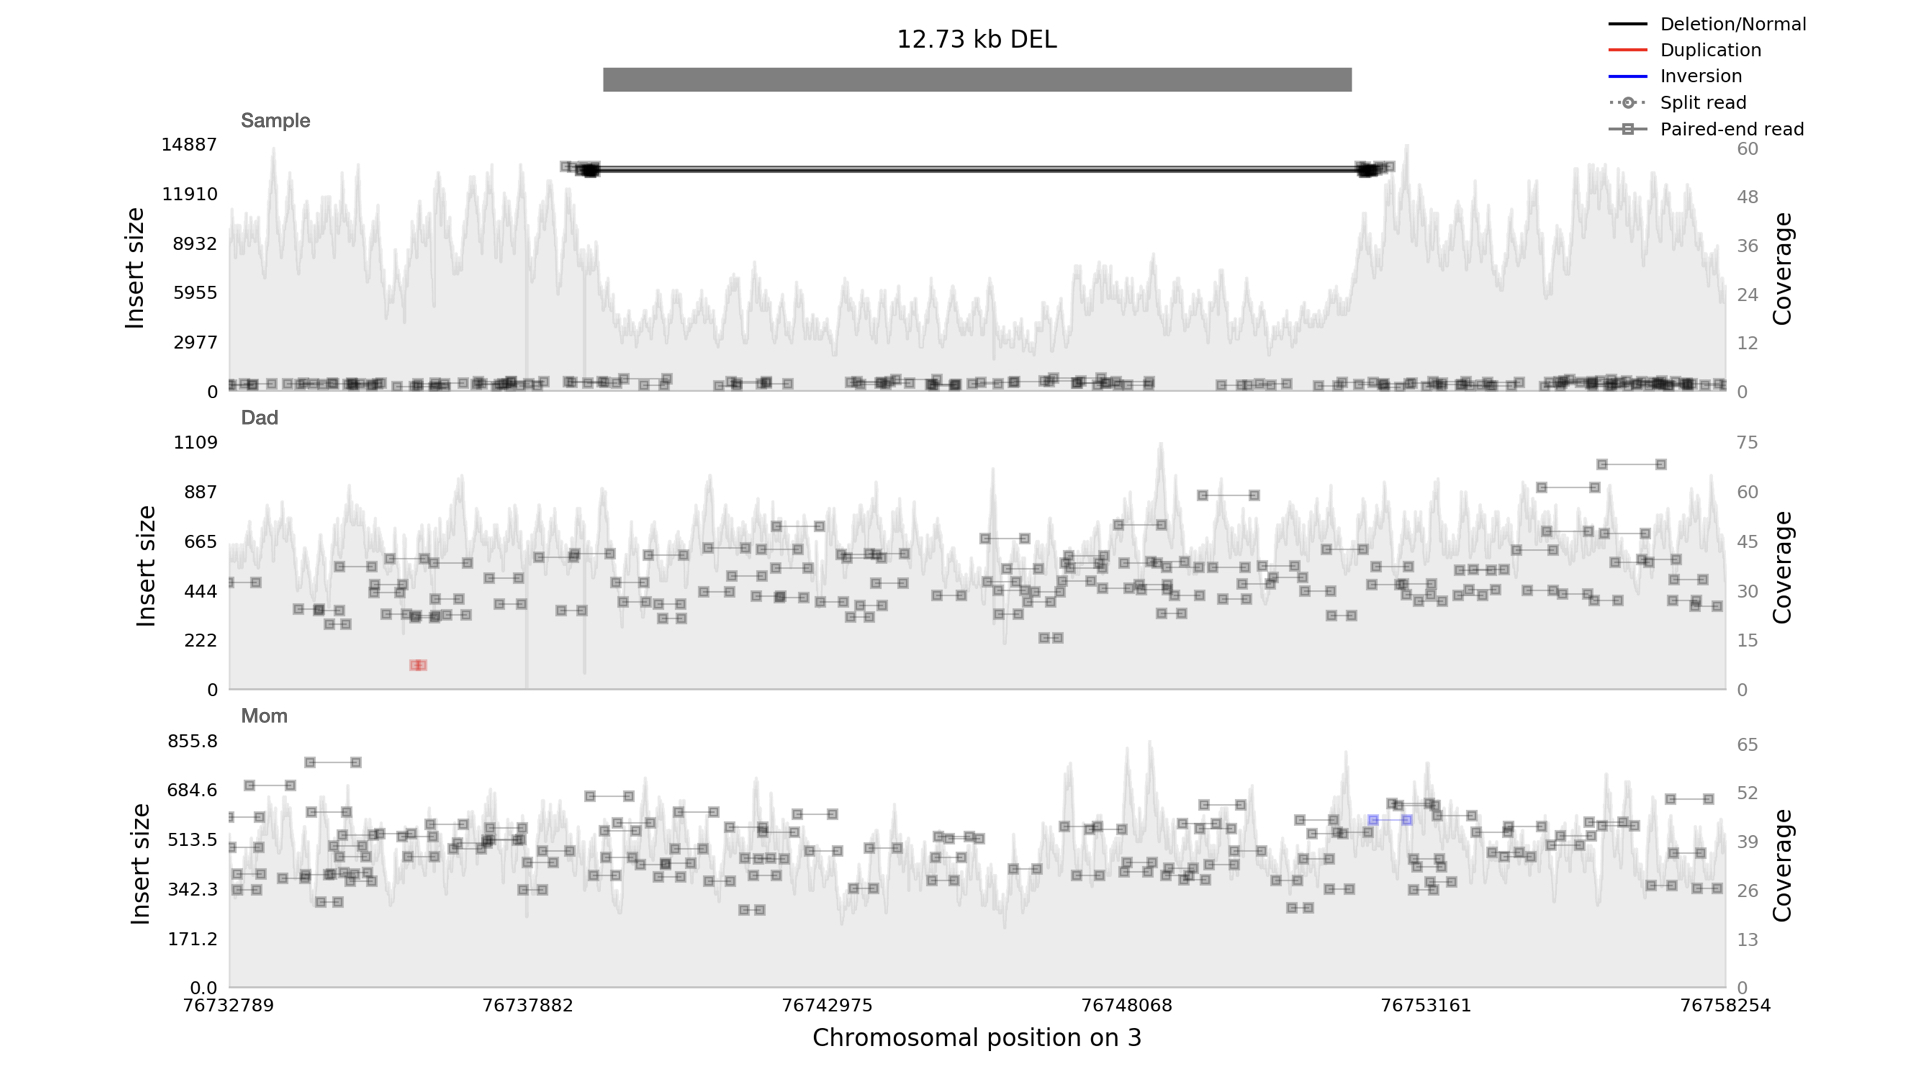 12.73 kb DEL
Deletion/Normal
Duplication
Inversion
Split read
Paired-end read
Sample
14887
11910
8932
5955
2977
0
Insert size
60
48
36
24
12
0
Coverage
Dad
1109
887
665
444
222
0
Insert size
75
60
45
30
15
0
Coverage
Mom
855.8
684.6
513.5
342.3
171.2
0.0
Insert size
65
52
39
26
13
0
Coverage
76732789 76737882 76742975 76748068 76753161 76758254
Chromosomal position on 3